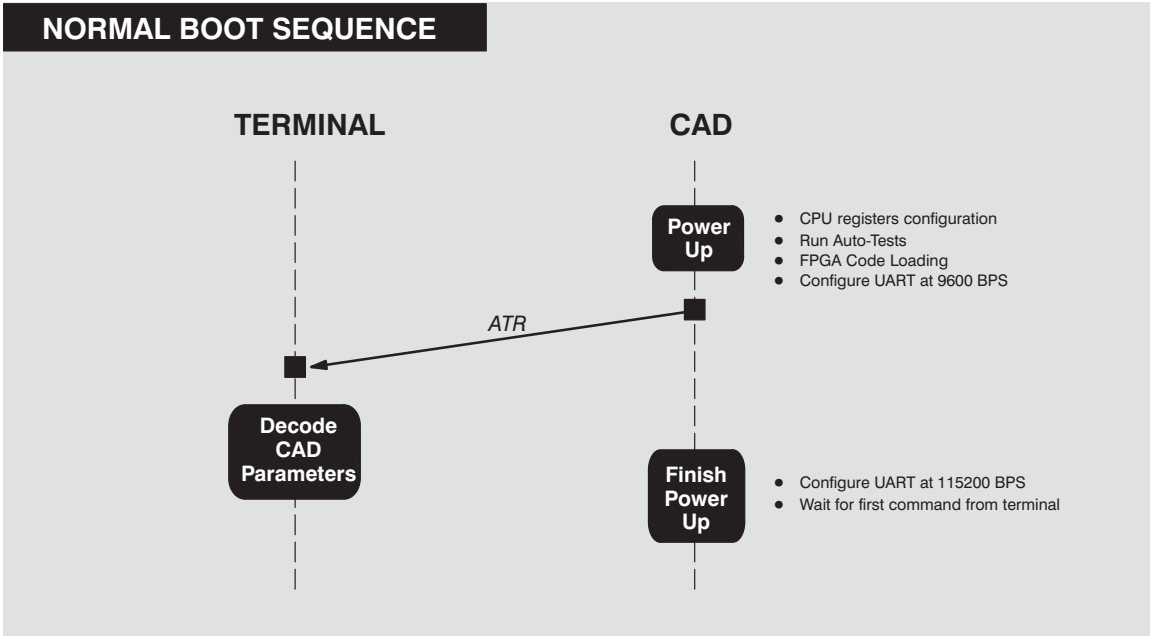 NORMAL BOOT SEQUENCE
TERMINAL
CAD
Power
Up
● CPU registers configuration
● Run Auto-Tests
● FPGA Code Loading
● Configure UART at 9600 BPS
ATR
Decode
CAD
Parameters
Finish
Power
Up
● Configure UART at 115200 BPS
● Wait for first command from terminal